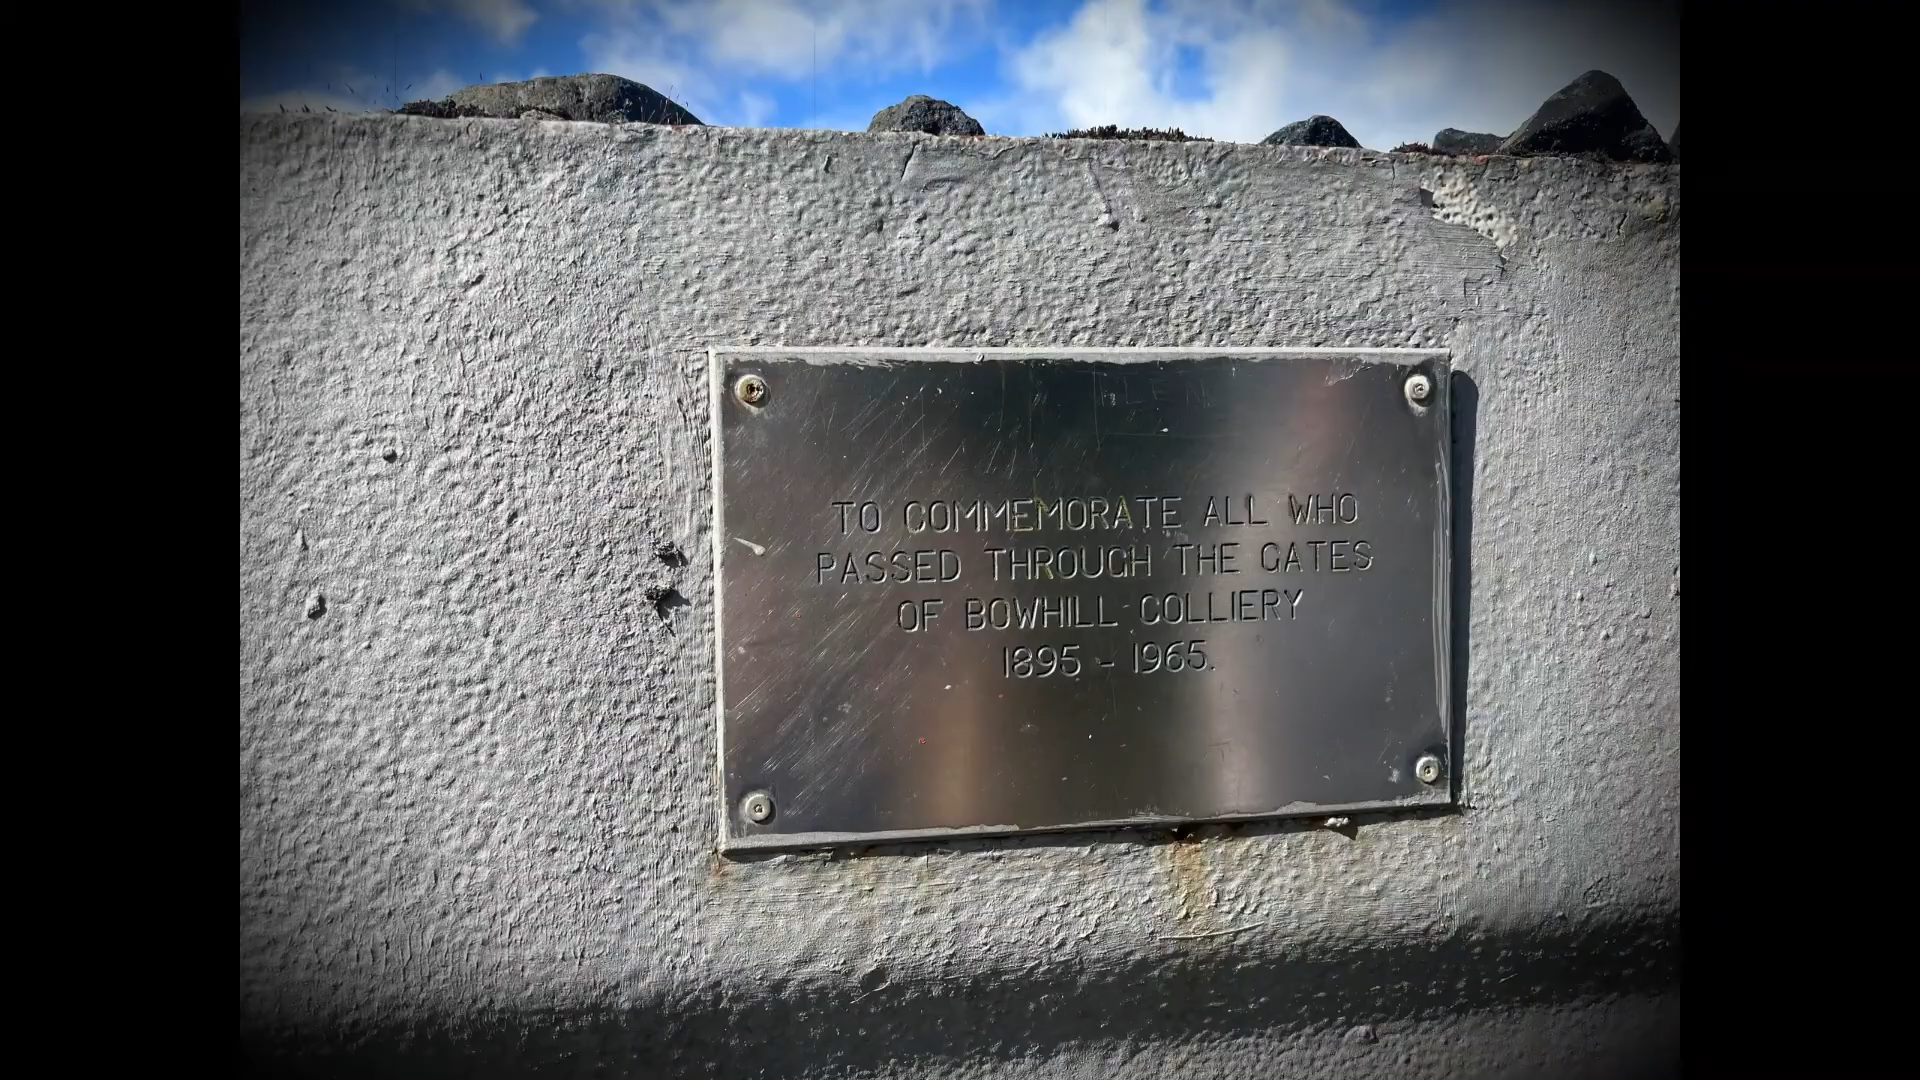 TO COMMEMORATE ALL WHO
PASSED THROUGH THE GATES
OF BOWHILL COLLIERY
1895 - 1965.